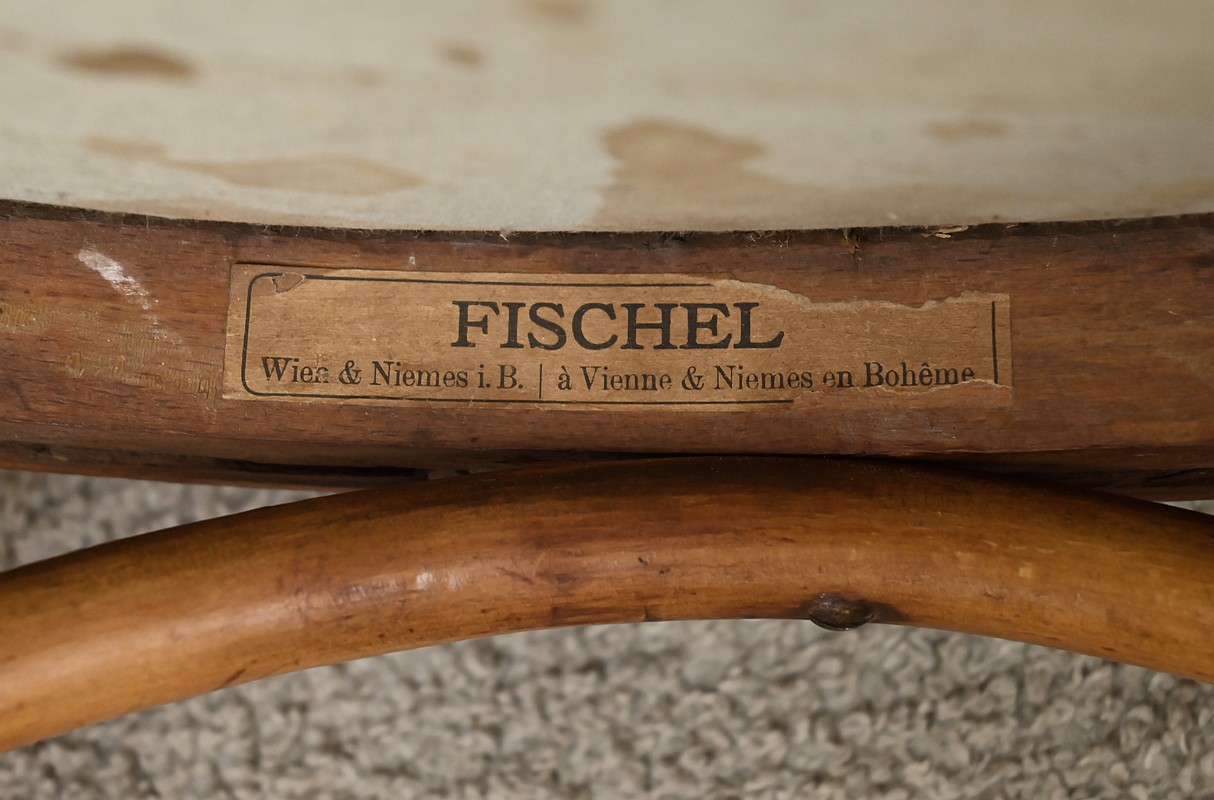 FISCHEL
Wien & Niemes i. B. | à Vienne & Niemes en Bohême